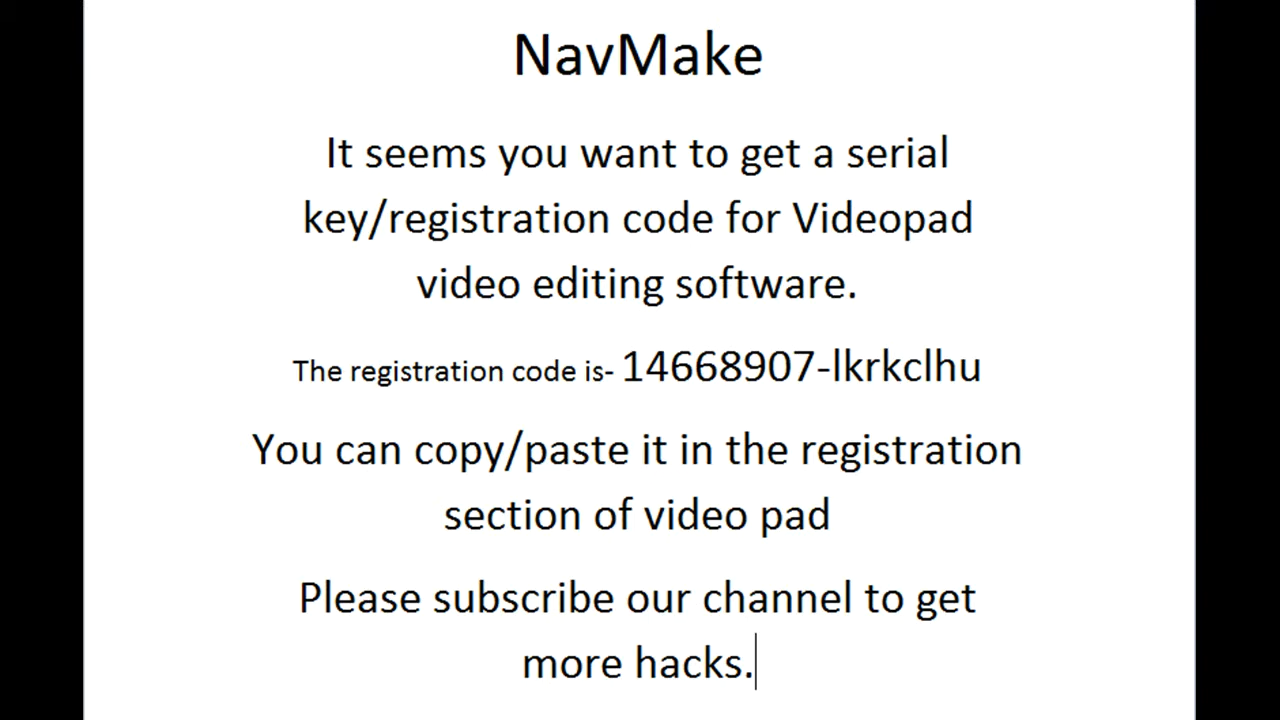 NavMake
It seems you want to get a serial
key/registration code for Videopad
video editing software.
The registration code is- 14668907-lkrkclhu
You can copy/paste it in the registration
section of video pad
Please subscribe our channel to get
more hacks.